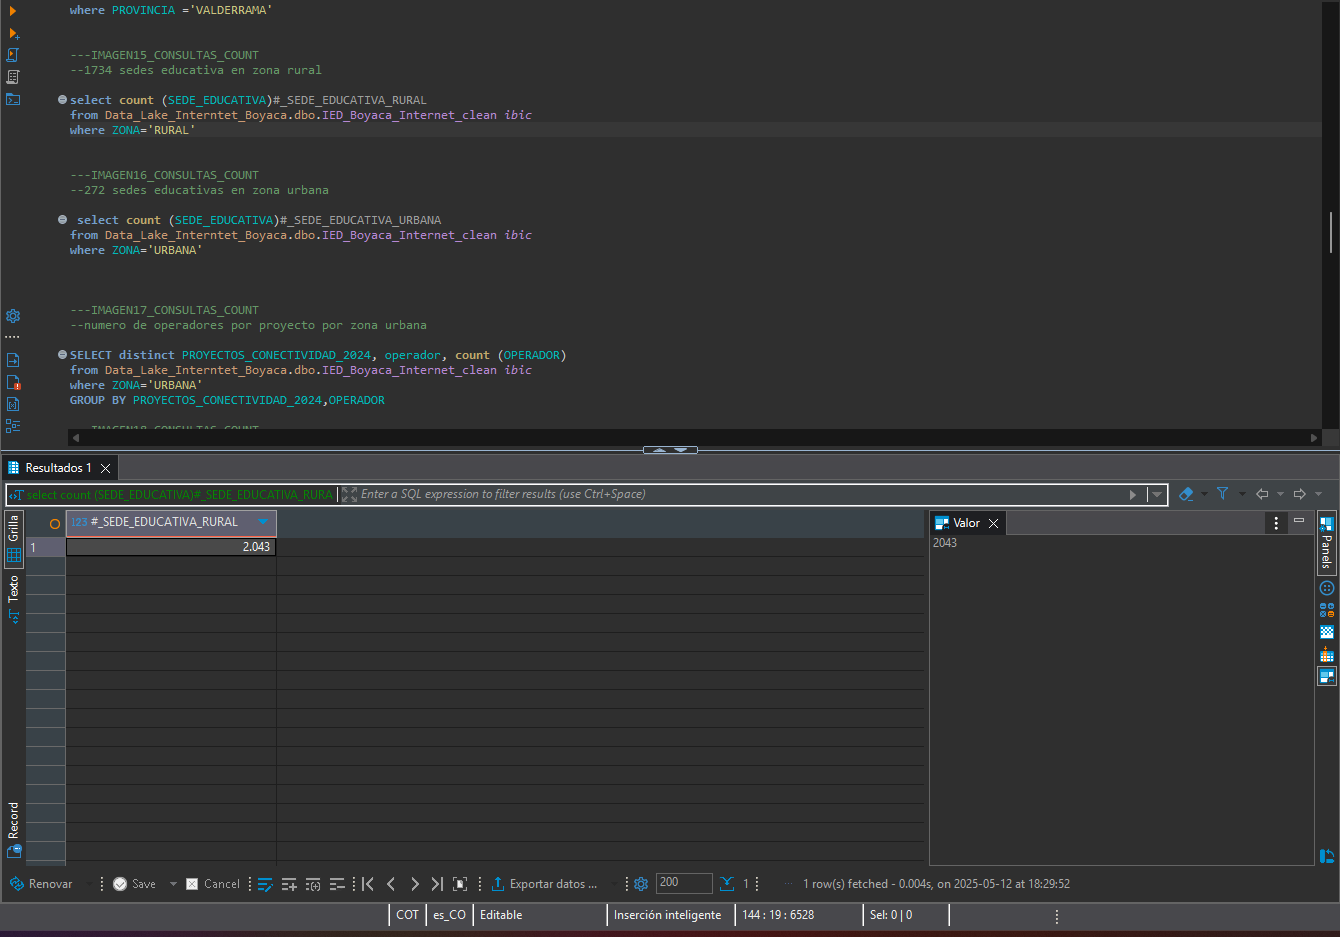 where PROVINCIA ='VALDERRAMA'
---IMAGEN15_CONSULTAS_COUNT
--1734 sedes educativa en zona rural
select count (SEDE_EDUCATIVA)#_SEDE_EDUCATIVA_RURAL
from Data_Lake_Interntet_Boyaca.dbo.IED_Boyaca_Internet_clean ibic
where ZONA='RURAL'
---IMAGEN16_CONSULTAS_COUNT
--272 sedes educativas en zona urbana
select count (SEDE_EDUCATIVA)#_SEDE_EDUCATIVA_URBANA
from Data_Lake_Interntet_Boyaca.dbo.IED_Boyaca_Internet_clean ibic
where ZONA='URBANA'
---IMAGEN17_CONSULTAS_COUNT
--numero de operadores por proyecto por zona urbana
SELECT distinct PROYECTOS_CONECTIVIDAD_2024, operador, count (OPERADOR)
from Data_Lake_Interntet_Boyaca.dbo.IED_Boyaca_Internet_clean ibic
where ZONA='URBANA'
GROUP BY PROYECTOS_CONECTIVIDAD_2024,OPERADOR
---IMAGEN18_CONSULTAS_COUNT
Resultados 1
select count (SEDE_EDUCATIVA)#_SEDE_EDUCATIVA_RURA
Enter a SQL expression to filter results (use Ctrl+Space)
Grilla
Texto
Record
123 #_SEDE_EDUCATIVA_RURAL
1 2.043
Valor
2043
Panels
Renovar Save Cancel Exportar datos ... 200 1 ... 1 row(s) fetched - 0.004s, on 2025-05-12 at 18:29:52
COT es_CO Editable Inserción inteligente 144 : 19 : 6528 Sel: 0 | 0